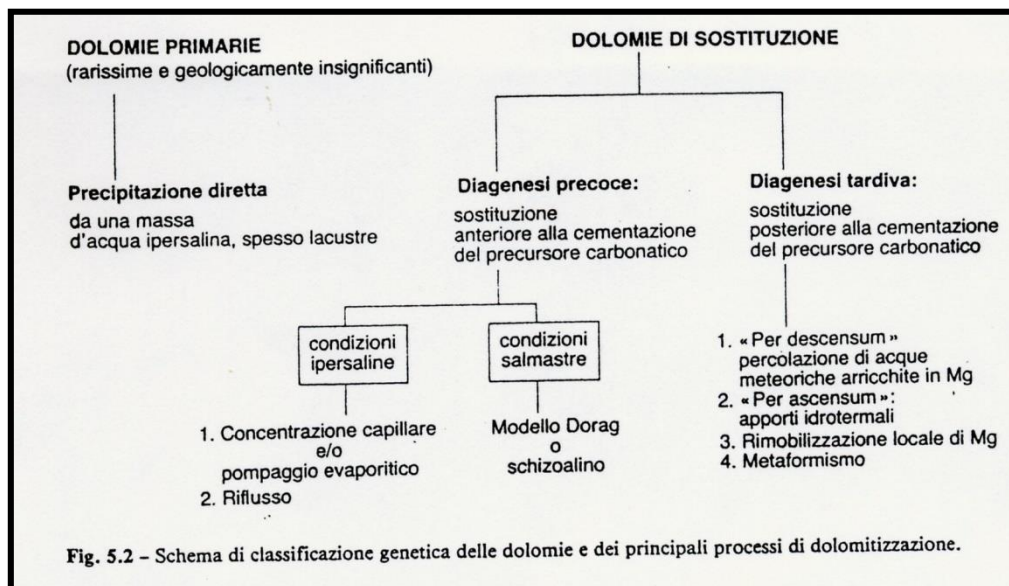 DOLOMIE PRIMARIE
(rarissime e geologicamente insignificanti)
DOLOMIE DI SOSTITUZIONE
Precipitazione diretta
da una massa
d'acqua ipersalina, spesso lacustre
Diagenesi precoce:
sostituzione
anteriore alla cementazione
del precursore carbonatico
Diagenesi tardiva:
sostituzione
posteriore alla cementazione
del precursore carbonatico
condizioni
ipersaline
condizioni
salmastre
1. Concentrazione capillare
e/o
pompaggio evaporitico
2. Riflusso
Modello Dorag
o
schizoalino
1. «Per descensum»
percolazione di acque
meteoriche arricchite in Mg
2. «Per ascensum»:
apporti idrotermali
3. Rimobilizzazione locale di Mg
4. Metaformismo
Fig. 5.2 – Schema di classificazione genetica delle dolomie e dei principali processi di dolomitizzazione.